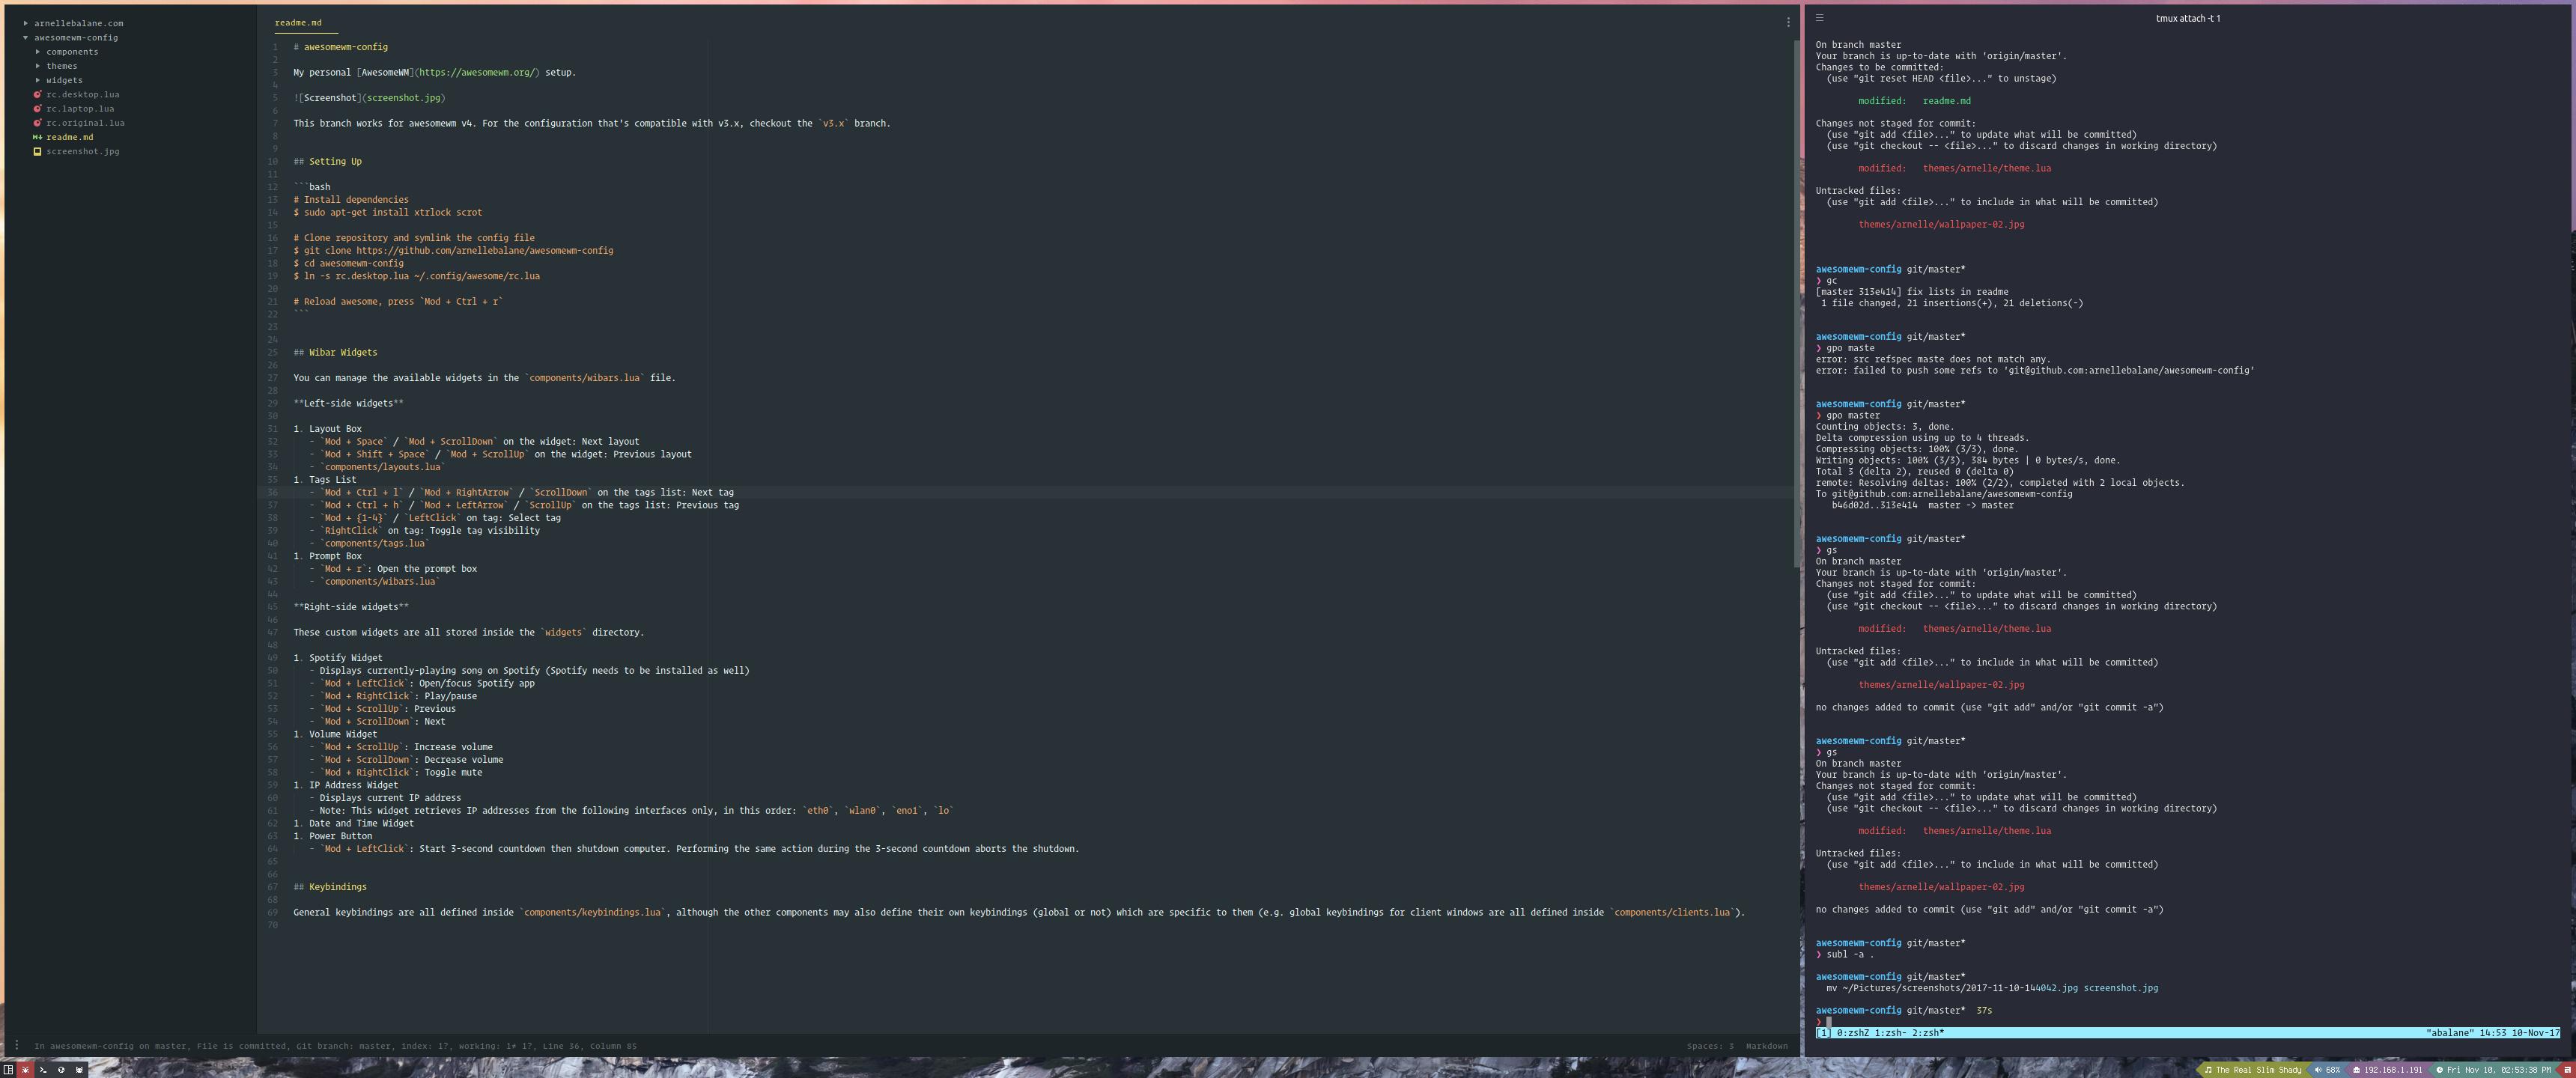 arnellebalane.com
awesomewm-config
components
themes
widgets
rc.desktop.lua
rc.laptop.lua
rc.original.lua
readme.md
screenshot.jpg
readme.md
1 # awesomewm-config
2
3 My personal [AwesomeWM](https://awesomewm.org/) setup.
4
5 ![Screenshot](screenshot.jpg)
6
7 This branch works for awesomewm v4. For the configuration that's compatible with v3.x, checkout the `v3.x` branch.
8
9
10 ## Setting Up
11
12 ```bash
13 # Install dependencies
14 $ sudo apt-get install xtrlock scrot
15
16 # Clone repository and symlink the config file
17 $ git clone https://github.com/arnellebalane/awesomewm-config
18 $ cd awesomewm-config
19 $ ln -s rc.desktop.lua ~/.config/awesome/rc.lua
20
21 # Reload awesome, press `Mod + Ctrl + r`
22 ```
23
24
25 ## Wibar Widgets
26
27 You can manage the available widgets in the `components/wibars.lua` file.
28
29 **Left-side widgets**
30
31 1. Layout Box
32 - `Mod + Space` / `Mod + ScrollDown` on the widget: Next layout
33 - `Mod + Shift + Space` / `Mod + ScrollUp` on the widget: Previous layout
34 - `components/layouts.lua`
35 1. Tags List
36 - `Mod + Ctrl + l` / `Mod + RightArrow` / `ScrollDown` on the tags list: Next tag
37 - `Mod + Ctrl + h` / `Mod + LeftArrow` / `ScrollUp` on the tags list: Previous tag
38 - `Mod + {1-4}` / `LeftClick` on tag: Select tag
39 - `RightClick` on tag: Toggle tag visibility
40 - `components/tags.lua`
41 1. Prompt Box
42 - `Mod + r`: Open the prompt box
43 - `components/wibars.lua`
44
45 **Right-side widgets**
46
47 These custom widgets are all stored inside the `widgets` directory.
48
49 1. Spotify Widget
50 - Displays currently-playing song on Spotify (Spotify needs to be installed as well)
51 - `Mod + LeftClick`: Open/focus Spotify app
52 - `Mod + RightClick`: Play/pause
53 - `Mod + ScrollUp`: Previous
54 - `Mod + ScrollDown`: Next
55 1. Volume Widget
56 - `Mod + ScrollUp`: Increase volume
57 - `Mod + ScrollDown`: Decrease volume
58 - `Mod + RightClick`: Toggle mute
59 1. IP Address Widget
60 - Displays current IP address
61 - Note: This widget retrieves IP addresses from the following interfaces only, in this order: `eth0`, `wlan0`, `eno1`, `lo`
62 1. Date and Time Widget
63 1. Power Button
64 - `Mod + LeftClick`: Start 3-second countdown then shutdown computer. Performing the same action during the 3-second countdown aborts the shutdown.
65
66
67 ## Keybindings
68
69 General keybindings are all defined inside `components/keybindings.lua`, although the other components may also define their own keybindings (global or not) which are specific to them (e.g. global keybindings for client windows are all defined inside `components/clients.lua`).
70
In awesomewm-config on master, File is committed, Git branch: master, index: 1?, working: 1≠ 1?, Line 36, Column 85
Spaces: 3 Markdown
tmux attach -t 1
On branch master
Your branch is up-to-date with 'origin/master'.
Changes to be committed:
(use "git reset HEAD <file>..." to unstage)
modified: readme.md
Changes not staged for commit:
(use "git add <file>..." to update what will be committed)
(use "git checkout -- <file>..." to discard changes in working directory)
modified: themes/arnelle/theme.lua
Untracked files:
(use "git add <file>..." to include in what will be committed)
themes/arnelle/wallpaper-02.jpg
awesomewm-config git/master*
❯ gc
[master 313e414] fix lists in readme
1 file changed, 21 insertions(+), 21 deletions(-)
awesomewm-config git/master*
❯ gpo maste
error: src refspec maste does not match any.
error: failed to push some refs to 'git@github.com:arnellebalane/awesomewm-config'
awesomewm-config git/master*
❯ gpo master
Counting objects: 3, done.
Delta compression using up to 4 threads.
Compressing objects: 100% (3/3), done.
Writing objects: 100% (3/3), 384 bytes | 0 bytes/s, done.
Total 3 (delta 2), reused 0 (delta 0)
remote: Resolving deltas: 100% (2/2), completed with 2 local objects.
To git@github.com:arnellebalane/awesomewm-config
b46d02d..313e414 master -> master
awesomewm-config git/master*
❯ gs
On branch master
Your branch is up-to-date with 'origin/master'.
Changes not staged for commit:
(use "git add <file>..." to update what will be committed)
(use "git checkout -- <file>..." to discard changes in working directory)
modified: themes/arnelle/theme.lua
Untracked files:
(use "git add <file>..." to include in what will be committed)
themes/arnelle/wallpaper-02.jpg
no changes added to commit (use "git add" and/or "git commit -a")
awesomewm-config git/master*
❯ gs
On branch master
Your branch is up-to-date with 'origin/master'.
Changes not staged for commit:
(use "git add <file>..." to update what will be committed)
(use "git checkout -- <file>..." to discard changes in working directory)
modified: themes/arnelle/theme.lua
Untracked files:
(use "git add <file>..." to include in what will be committed)
themes/arnelle/wallpaper-02.jpg
no changes added to commit (use "git add" and/or "git commit -a")
awesomewm-config git/master*
❯ subl -a .
awesomewm-config git/master*
mv ~/Pictures/screenshots/2017-11-10-144042.jpg screenshot.jpg
awesomewm-config git/master* 37s
❯
[1] 0:zshZ 1:zsh- 2:zsh* "abalane" 14:53 10-Nov-17
The Real Slim Shady 68% 192.168.1.191 Fri Nov 10, 02:53:38 PM